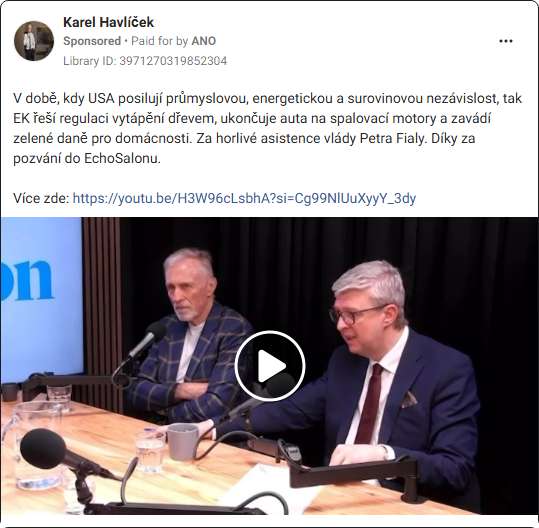 Karel Havlíček
Sponsored • Paid for by ANO
Library ID: 3971270319852304
V době, kdy USA posilují průmyslovou, energetickou a surovinovou nezávislost, tak
EK řeší regulaci vytápění dřevem, ukončuje auta na spalovací motory a zavádí
zelené daně pro domácnosti. Za horlivé asistence vlády Petra Fialy. Díky za
pozvání do EchoSalonu.
Více zde: https://youtu.be/H3W96cLsbhA?si=Cg99NlUuXyyY_3dy
on